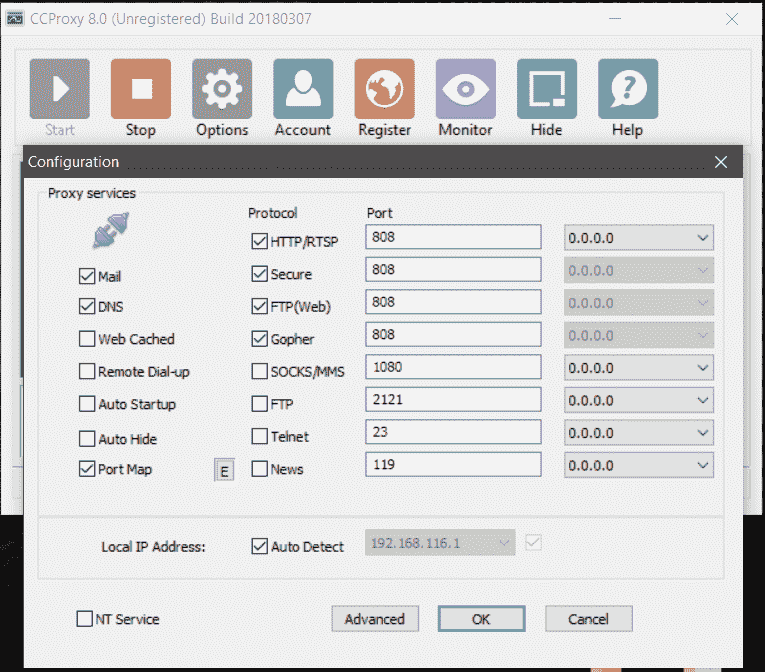 CCProxy 8.0 (Unregistered) Build 20180307
Start Stop Options Account Register Monitor Hide Help
Configuration
Proxy services
Protocol Port
HTTP/RTSP 808 0.0.0.0
Mail Secure 808 0.0.0.0
DNS FTP(Web) 808 0.0.0.0
Web Cached Gopher 808 0.0.0.0
Remote Dial-up SOCKS/MMS 1080 0.0.0.0
Auto Startup FTP 2121 0.0.0.0
Auto Hide Telnet 23 0.0.0.0
Port Map E News 119 0.0.0.0
Local IP Address: Auto Detect 192.168.116.1
NT Service Advanced OK Cancel